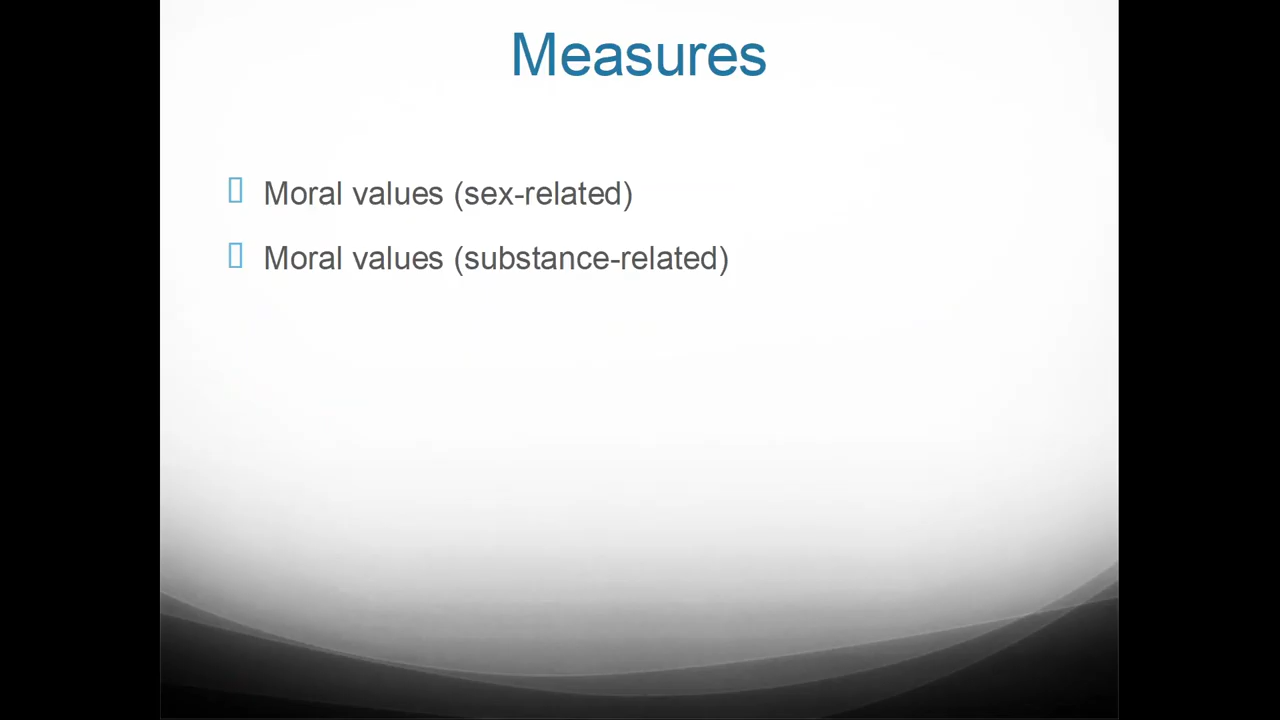 Measures
Moral values (sex-related)
Moral values (substance-related)